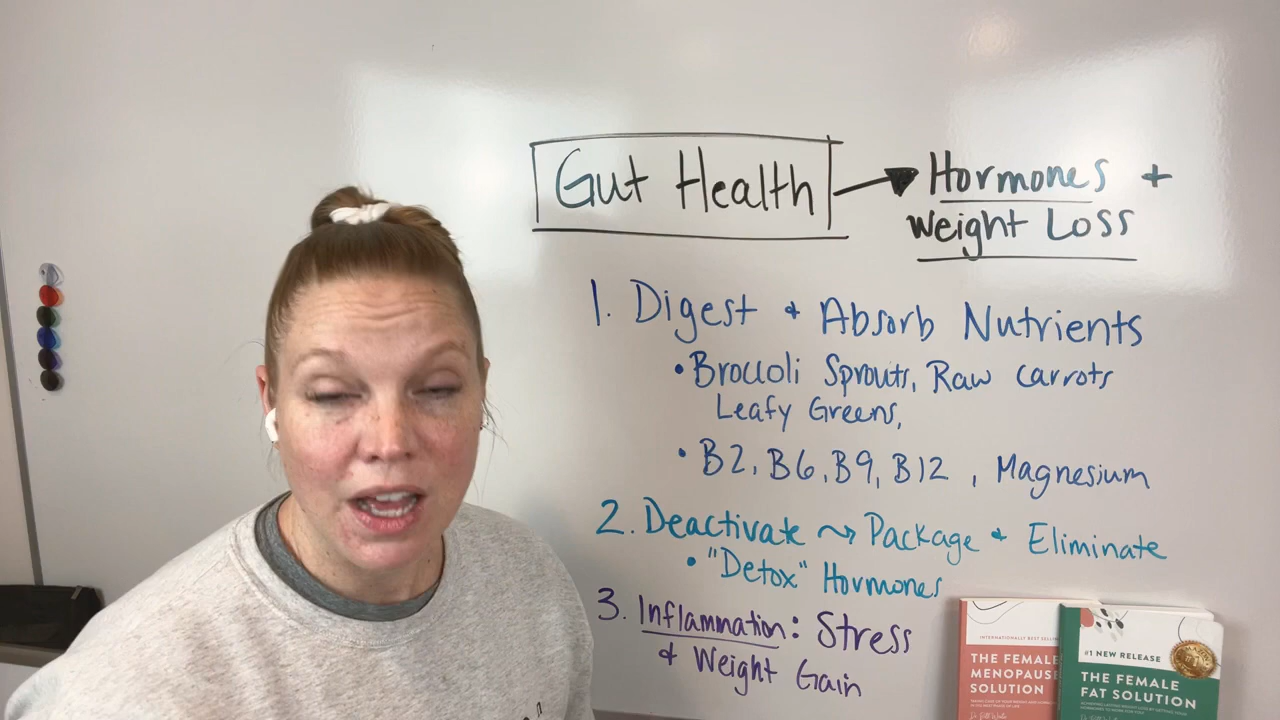 Gut Health → Hormones +
Weight Loss
1. Digest + Absorb Nutrients
• Broccoli Sprouts, Raw Carrots
Leafy Greens,
• B2, B6, B9, B12, Magnesium
2. Deactivate ⤳ Package + Eliminate
• "Detox" Hormones
3. Inflammation: Stress
+ Weight Gain
INTERNATIONALLY BEST
THE FEMALE
MENOPAUSE
SOLUTION
#1 NEW RELEASE
THE FEMALE
FAT SOLUTION